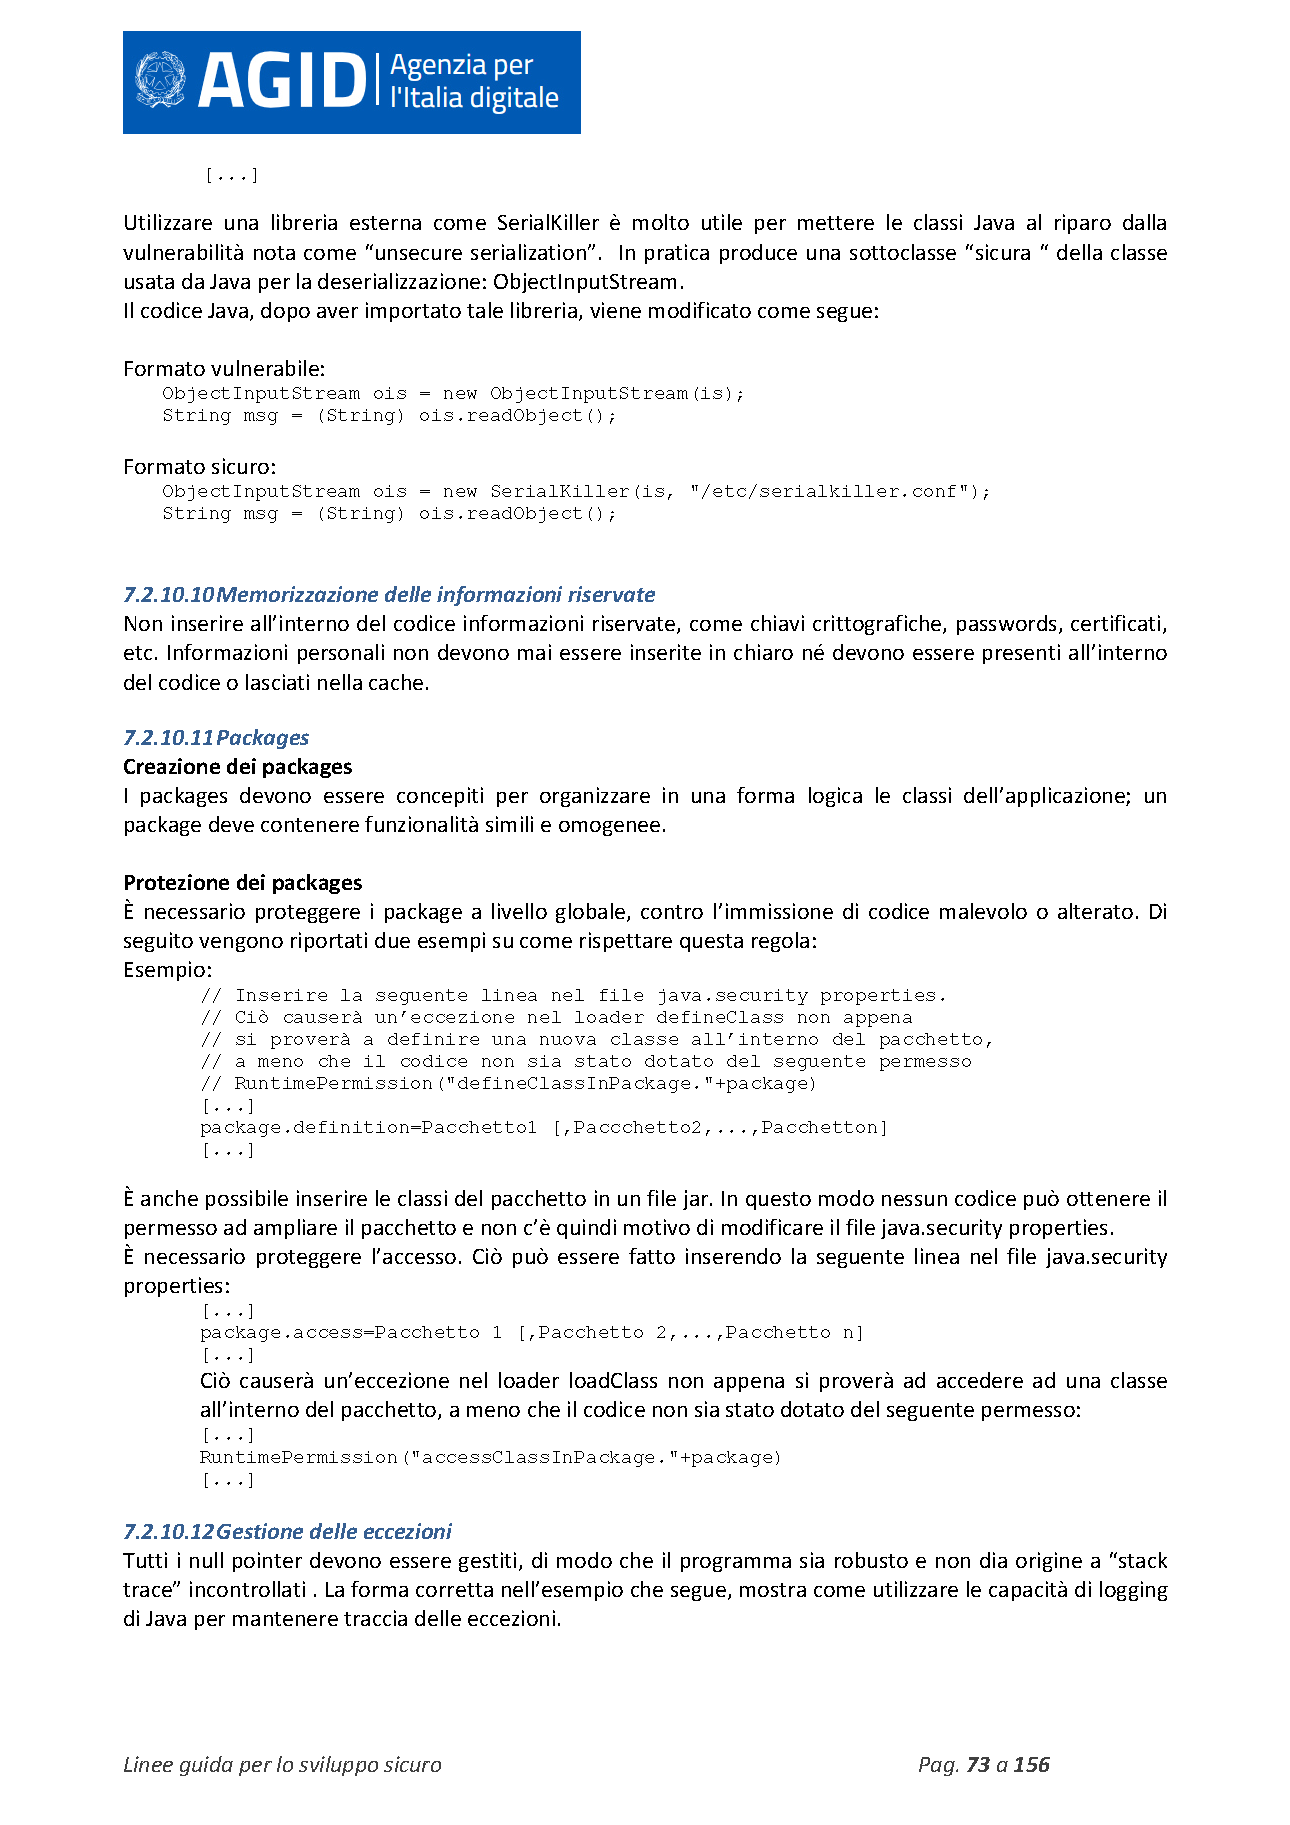 AGID Agenzia per
l'Italia digitale
[...]
Utilizzare una libreria esterna come SerialKiller è molto utile per mettere le classi Java al riparo dalla
vulnerabilità nota come “unsecure serialization”.  In pratica produce una sottoclasse “sicura “ della classe
usata da Java per la deserializzazione: ObjectInputStream.
Il codice Java, dopo aver importato tale libreria, viene modificato come segue:
Formato vulnerabile:
ObjectInputStream ois = new ObjectInputStream(is);
String msg = (String) ois.readObject();
Formato sicuro:
ObjectInputStream ois = new SerialKiller(is, "/etc/serialkiller.conf");
String msg = (String) ois.readObject();
7.2.10.10 Memorizzazione delle informazioni riservate
Non inserire all’interno del codice informazioni riservate, come chiavi crittografiche, passwords, certificati,
etc. Informazioni personali non devono mai essere inserite in chiaro né devono essere presenti all’interno
del codice o lasciati nella cache.
7.2.10.11 Packages
Creazione dei packages
I packages devono essere concepiti per organizzare in una forma logica le classi dell’applicazione; un
package deve contenere funzionalità simili e omogenee.
Protezione dei packages
È necessario proteggere i package a livello globale, contro l’immissione di codice malevolo o alterato. Di
seguito vengono riportati due esempi su come rispettare questa regola:
Esempio:
// Inserire la seguente linea nel file java.security properties.
// Ciò causerà un’eccezione nel loader defineClass non appena
// si proverà a definire una nuova classe all’interno del pacchetto,
// a meno che il codice non sia stato dotato del seguente permesso
// RuntimePermission("defineClassInPackage."+package)
[...]
package.definition=Pacchetto1 [,Paccchetto2,...,Pacchetton]
[...]
È anche possibile inserire le classi del pacchetto in un file jar. In questo modo nessun codice può ottenere il
permesso ad ampliare il pacchetto e non c’è quindi motivo di modificare il file java.security properties.
È necessario proteggere l’accesso. Ciò può essere fatto inserendo la seguente linea nel file java.security
properties:
[...]
package.access=Pacchetto 1 [,Pacchetto 2,...,Pacchetto n]
[...]
Ciò causerà un’eccezione nel loader loadClass non appena si proverà ad accedere ad una classe
all’interno del pacchetto, a meno che il codice non sia stato dotato del seguente permesso:
[...]
RuntimePermission("accessClassInPackage."+package)
[...]
7.2.10.12 Gestione delle eccezioni
Tutti i null pointer devono essere gestiti, di modo che il programma sia robusto e non dia origine a “stack
trace” incontrollati . La forma corretta nell’esempio che segue, mostra come utilizzare le capacità di logging
di Java per mantenere traccia delle eccezioni.
Linee guida per lo sviluppo sicuro Pag. 73 a 156